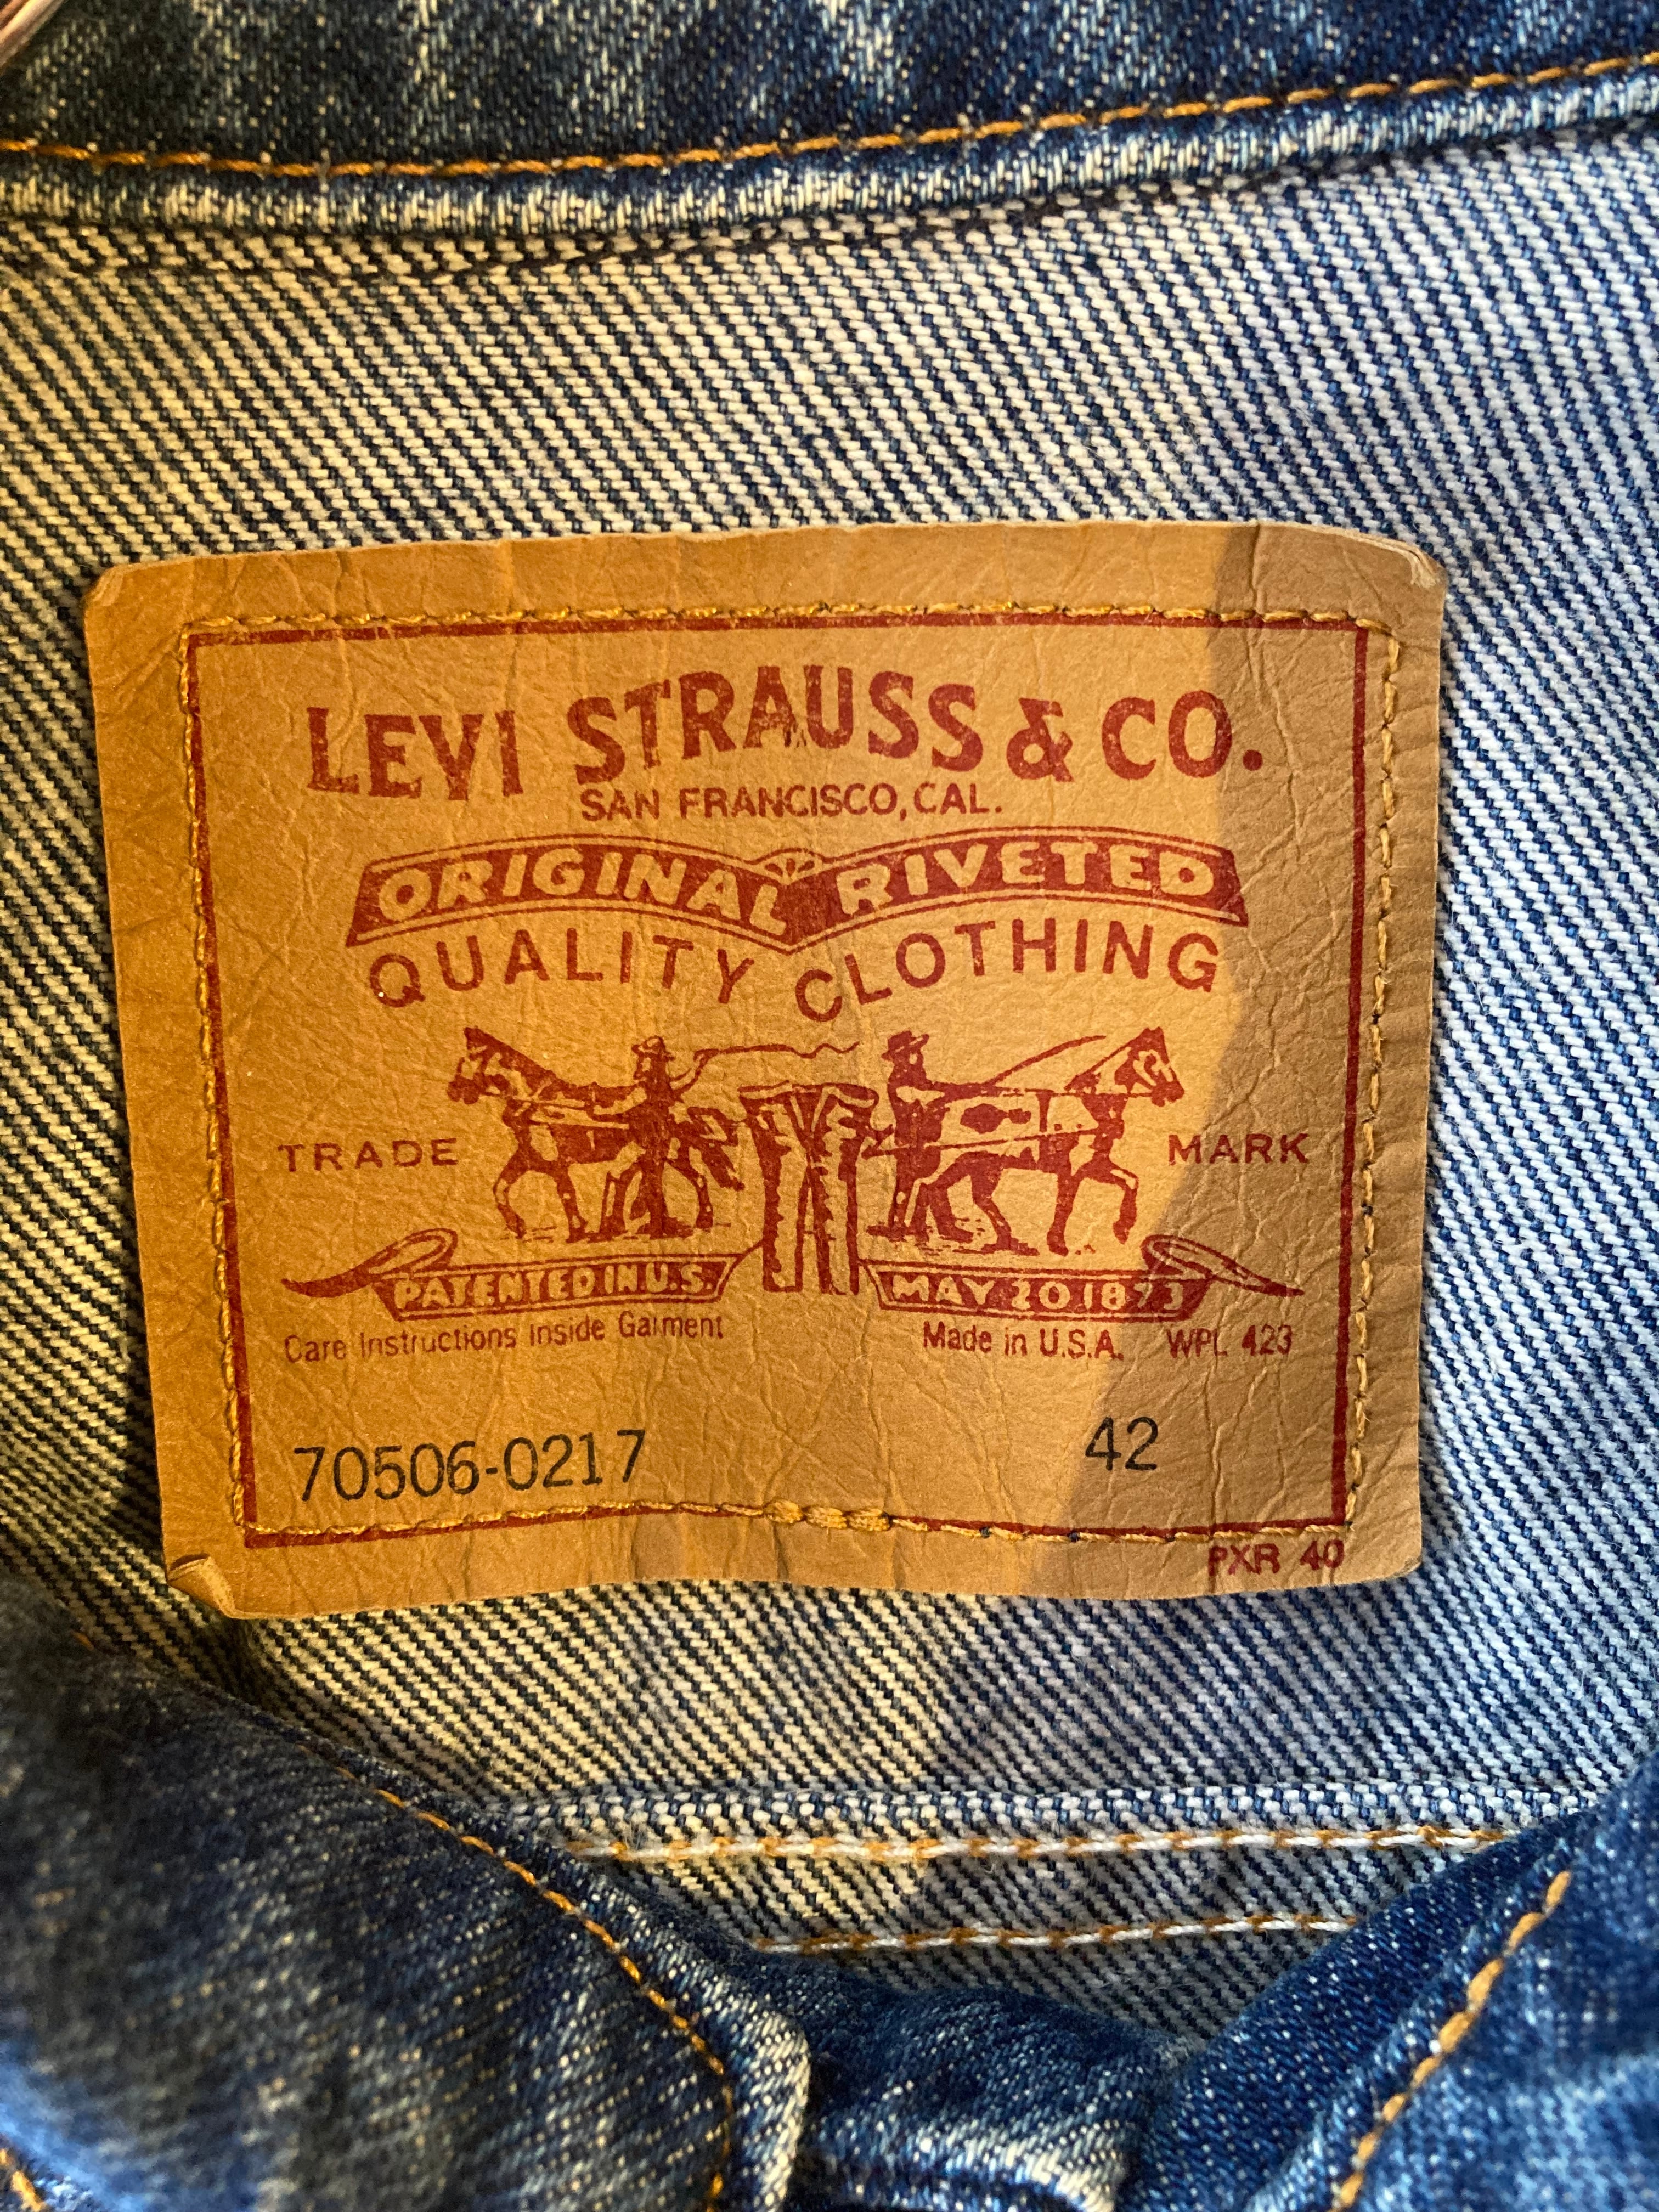 LEVI STRAUSS & CO.
SAN FRANCISCO, CAL.
ORIGINAL RIVETED
QUALITY CLOTHING
TRADE MARK
PATENTED IN U.S. MAY 20 1873
Care Instructions Inside Garment Made in U.S.A. WPL 423
70506-0217 42
PXR 40